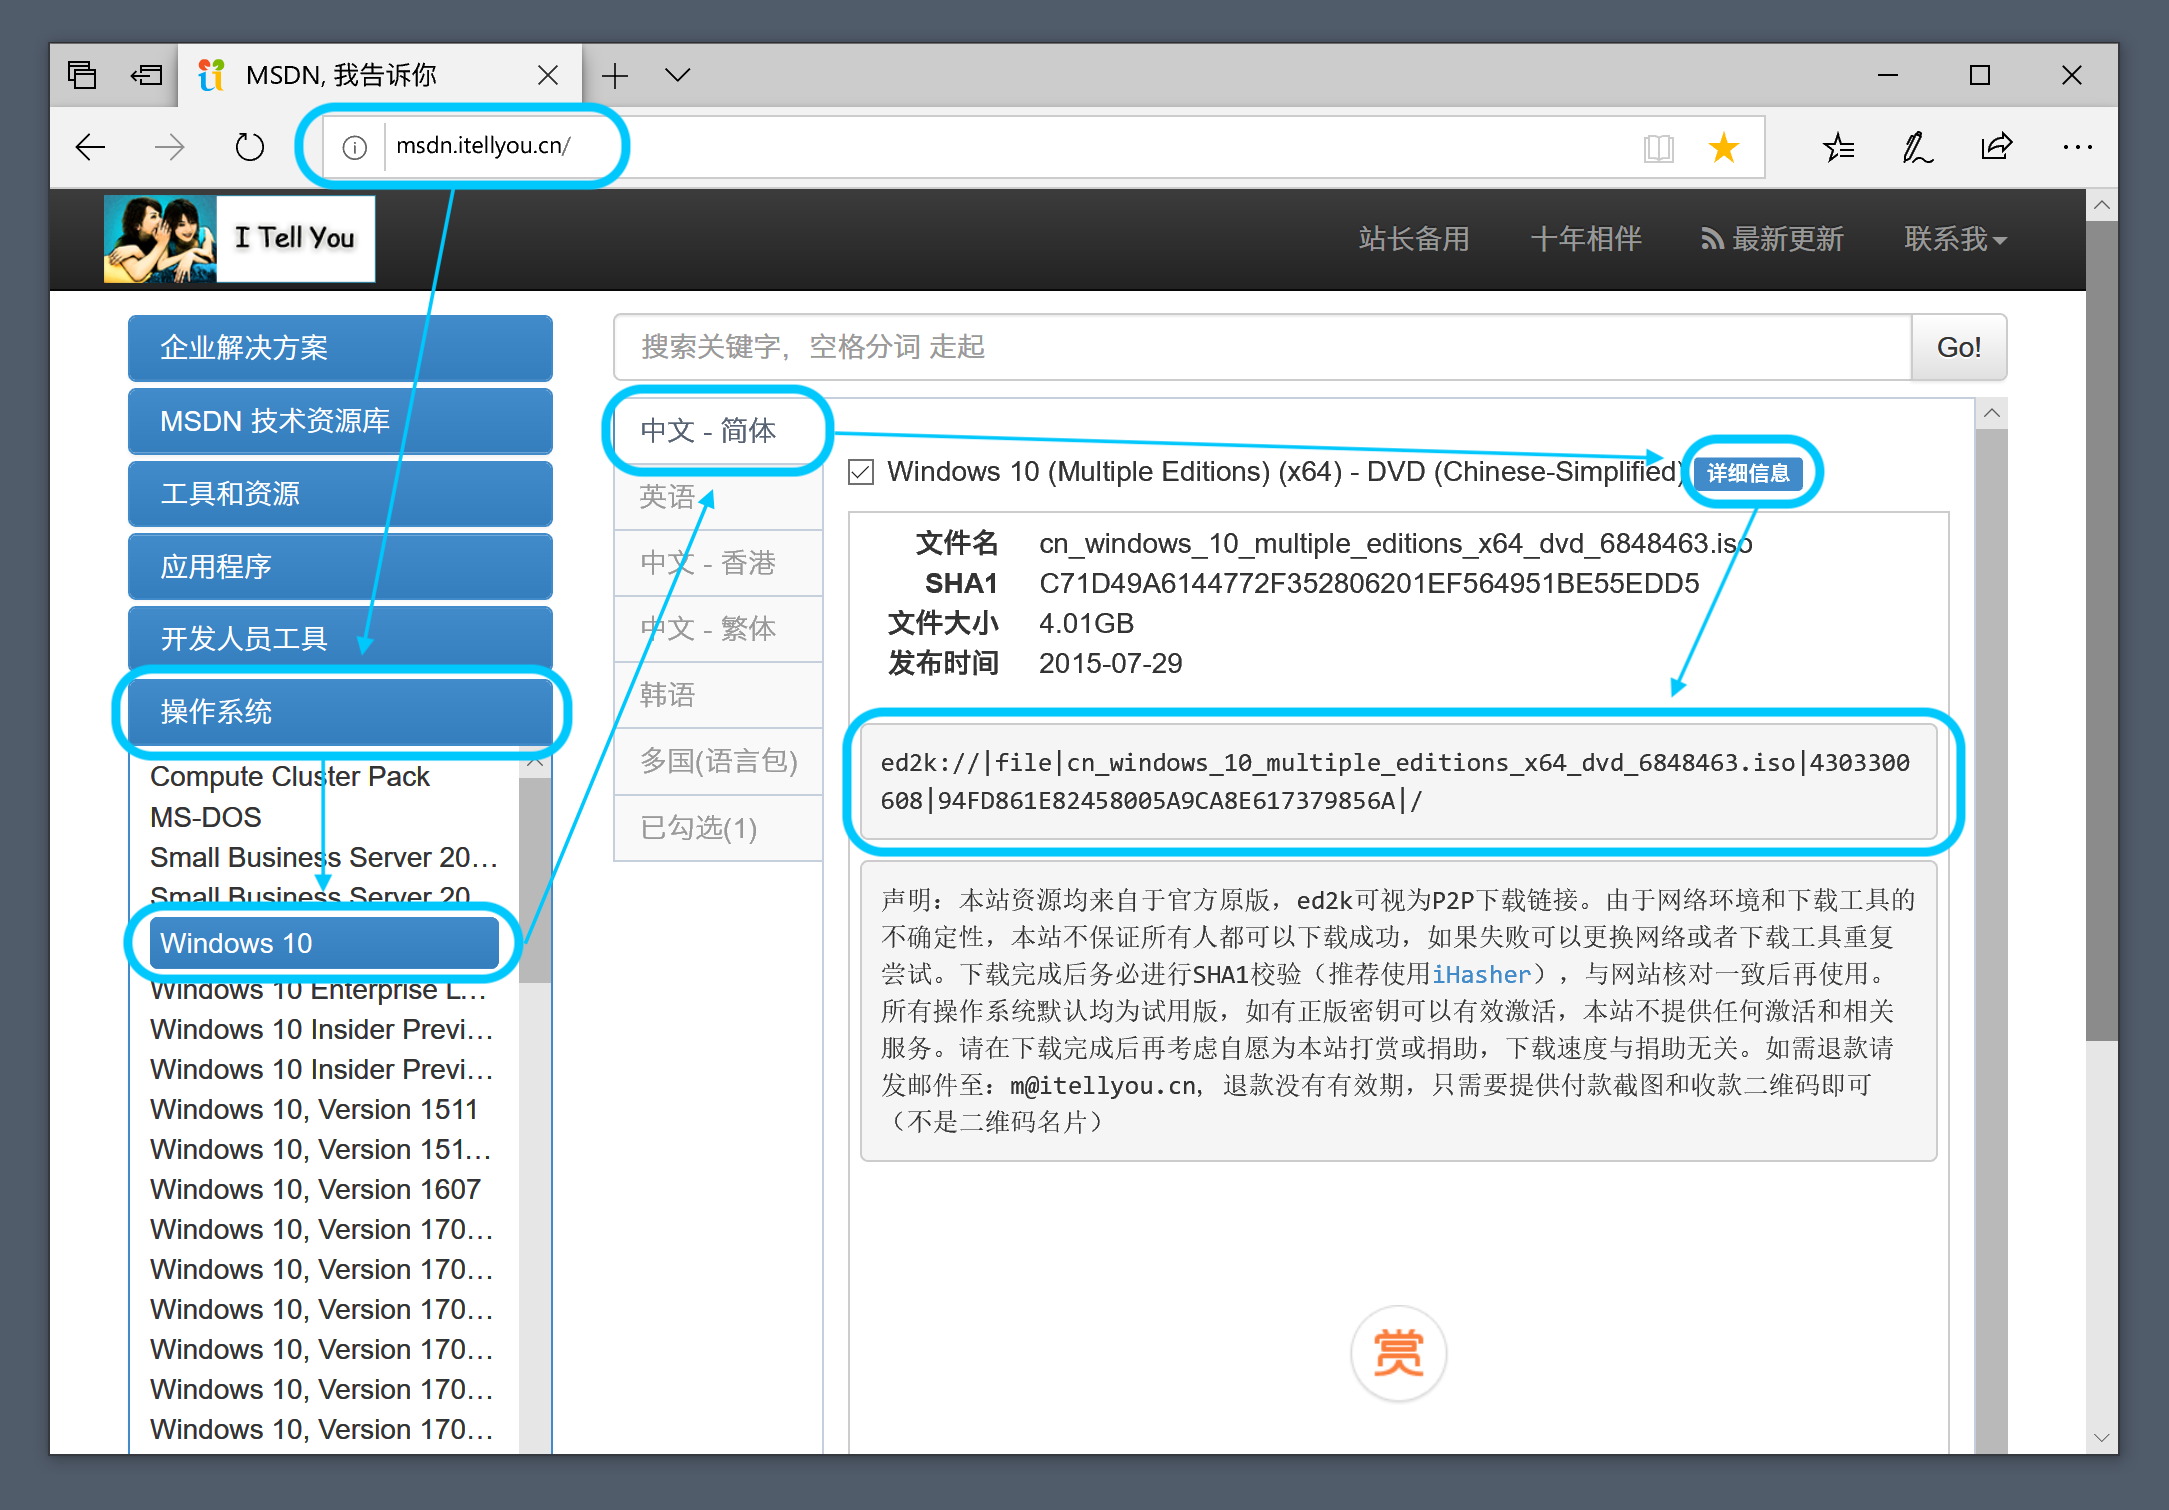 MSDN, 我告诉你
msdn.itellyou.cn/
I Tell You
站长备用
十年相伴
最新更新
联系我
企业解决方案
MSDN 技术资源库
工具和资源
应用程序
开发人员工具
操作系统
Compute Cluster Pack
MS-DOS
Small Business Server 20...
Small Business Server 20
Windows 10
Windows 10 Enterprise L...
Windows 10 Insider Previ...
Windows 10 Insider Previ...
Windows 10, Version 1511
Windows 10, Version 151...
Windows 10, Version 1607
Windows 10, Version 170...
Windows 10, Version 170...
Windows 10, Version 170...
Windows 10, Version 170...
Windows 10, Version 170...
Windows 10, Version 170...
搜索关键字，空格分词 走起
Go!
中文 - 简体
英语
中文 - 香港
中文 - 繁体
韩语
多国(语言包)
已勾选(1)
Windows 10 (Multiple Editions) (x64) - DVD (Chinese-Simplified)
详细信息
文件名 cn_windows_10_multiple_editions_x64_dvd_6848463.iso
SHA1 C71D49A6144772F352806201EF564951BE55EDD5
文件大小 4.01GB
发布时间 2015-07-29
ed2k://|file|cn_windows_10_multiple_editions_x64_dvd_6848463.iso|4303300
608|94FD861E82458005A9CA8E617379856A|/
声明：本站资源均来自于官方原版，ed2k可视为P2P下载链接。由于网络环境和下载工具的
不确定性，本站不保证所有人都可以下载成功，如果失败可以更换网络或者下载工具重复
尝试。下载完成后务必进行SHA1校验（推荐使用iHasher），与网站核对一致后再使用。
所有操作系统默认均为试用版，如有正版密钥可以有效激活，本站不提供任何激活和相关
服务。请在下载完成后再考虑自愿为本站打赏或捐助，下载速度与捐助无关。如需退款请
发邮件至：m@itellyou.cn，退款没有有效期，只需要提供付款截图和收款二维码即可
（不是二维码名片）
赏